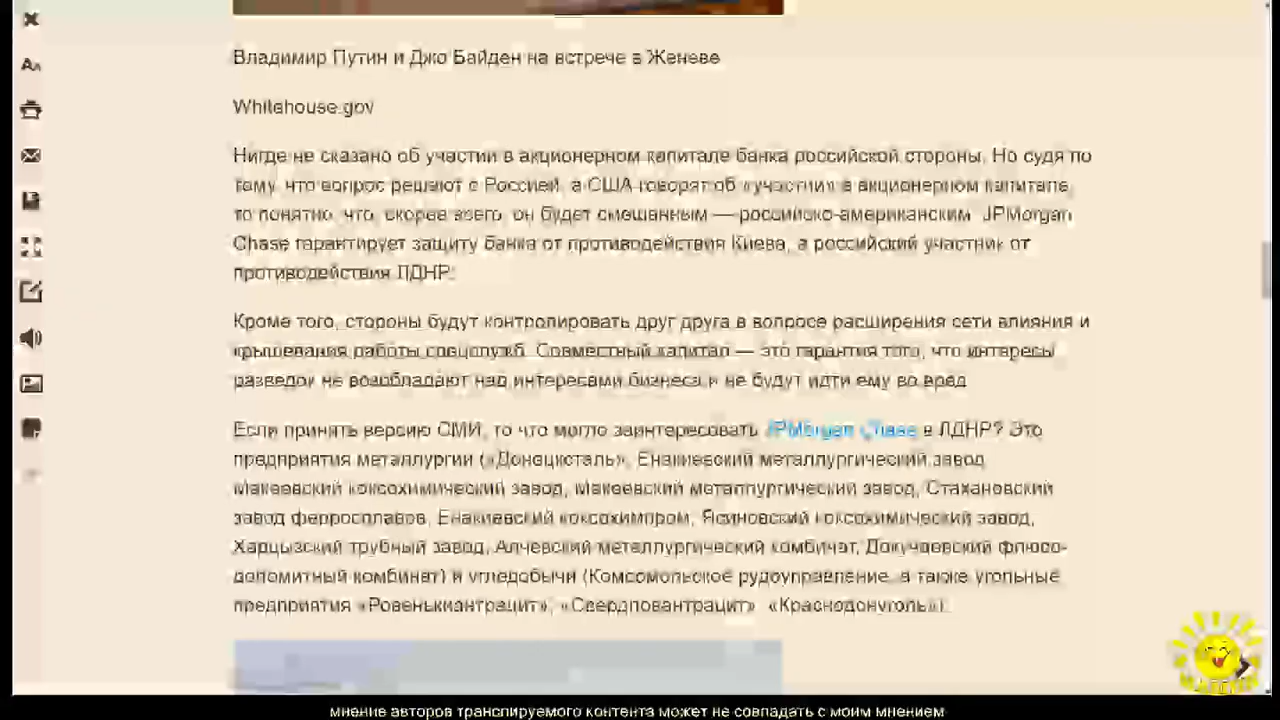 Владимир Путин и Джо Байден на встрече в Женеве
Whitehouse.gov
Нигде не сказано об участии в акционерном капитале банка российской стороны. Но судя по
тому, что вопрос решают с Россией, а США говорят об «участии» в акционерном капитале,
то понятно, что, скорее всего, он будет смешанным — российско-американским. JPMorgan
Chase гарантирует защиту банка от противодействия Киева, а российский участник от
противодействия ЛДНР.
Кроме того, стороны будут контролировать друг друга в вопросе расширения сети влияния и
крышевания работы спецслужб. Совместный капитал — это гарантия того, что интересы
разведок не возобладают над интересами бизнеса и не будут идти ему во вред.
Если принять версию СМИ, то что могло заинтересовать JPMorgan Chase в ЛДНР? Это
предприятия металлургии («Донецксталь», Енакиевский металлургический завод,
Макеевский коксохимический завод, Макеевский металлургический завод, Стахановский
завод ферросплавов, Енакиевский коксохимпром, Ясиновский коксохимический завод,
Харцызский трубный завод, Алчевский металлургический комбинат, Докучаевский флюсо-
доломитный комбинат) и угледобычи (Комсомольское рудоуправление, а также угольные
предприятия «Ровенькиантрацит», «Свердловантрацит», «Краснодонуголь»).
мнение авторов транслируемого контента может не совпадать с моим мнением